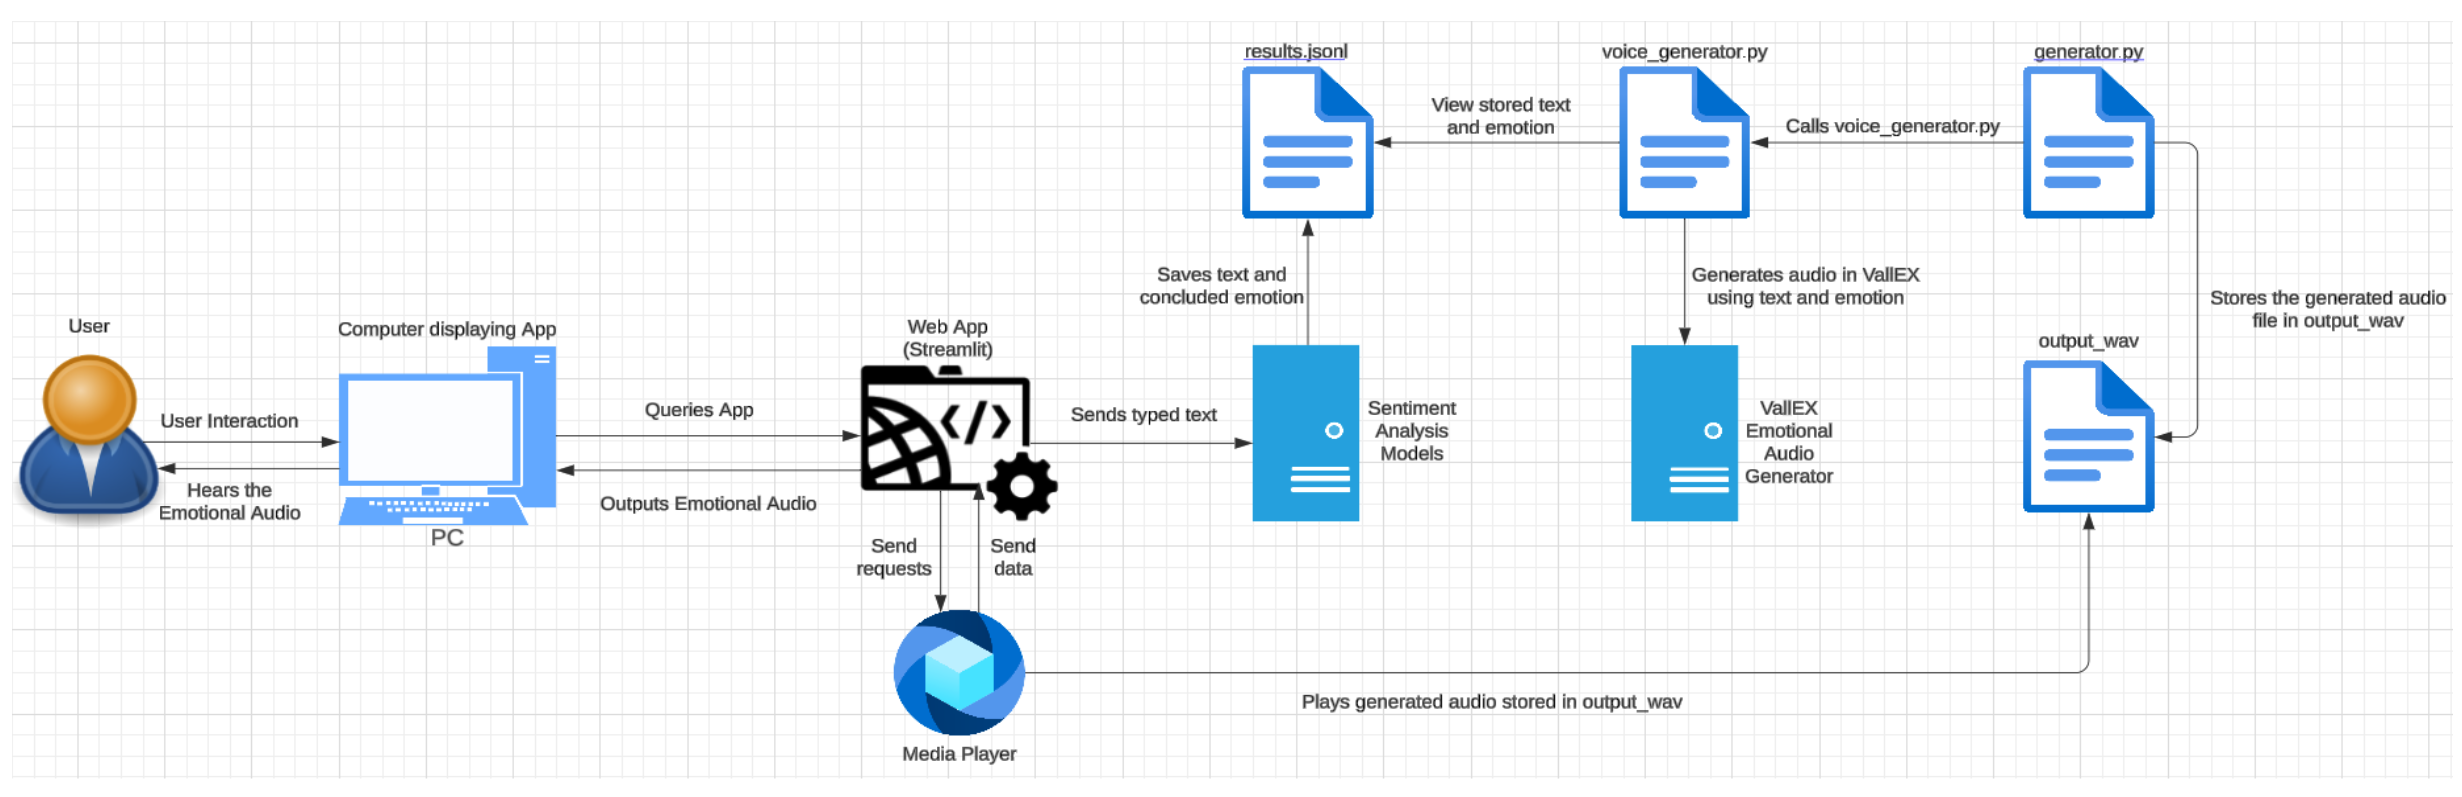 results.jsonl
voice_generator.py
generator.py
View stored text
and emotion
Calls voice_generator.py
Saves text and
concluded emotion
Generates audio in VallEX
using text and emotion
Stores the generated audio
file in output_wav
User
Computer displaying App
Web App
(Streamlit)
output_wav
User Interaction
Queries App
Sends typed text
Sentiment
Analysis
Models
VallEX
Emotional
Audio
Generator
Hears the
Emotional Audio
Outputs Emotional Audio
PC
Send
requests
Send
data
Plays generated audio stored in output_wav
Media Player